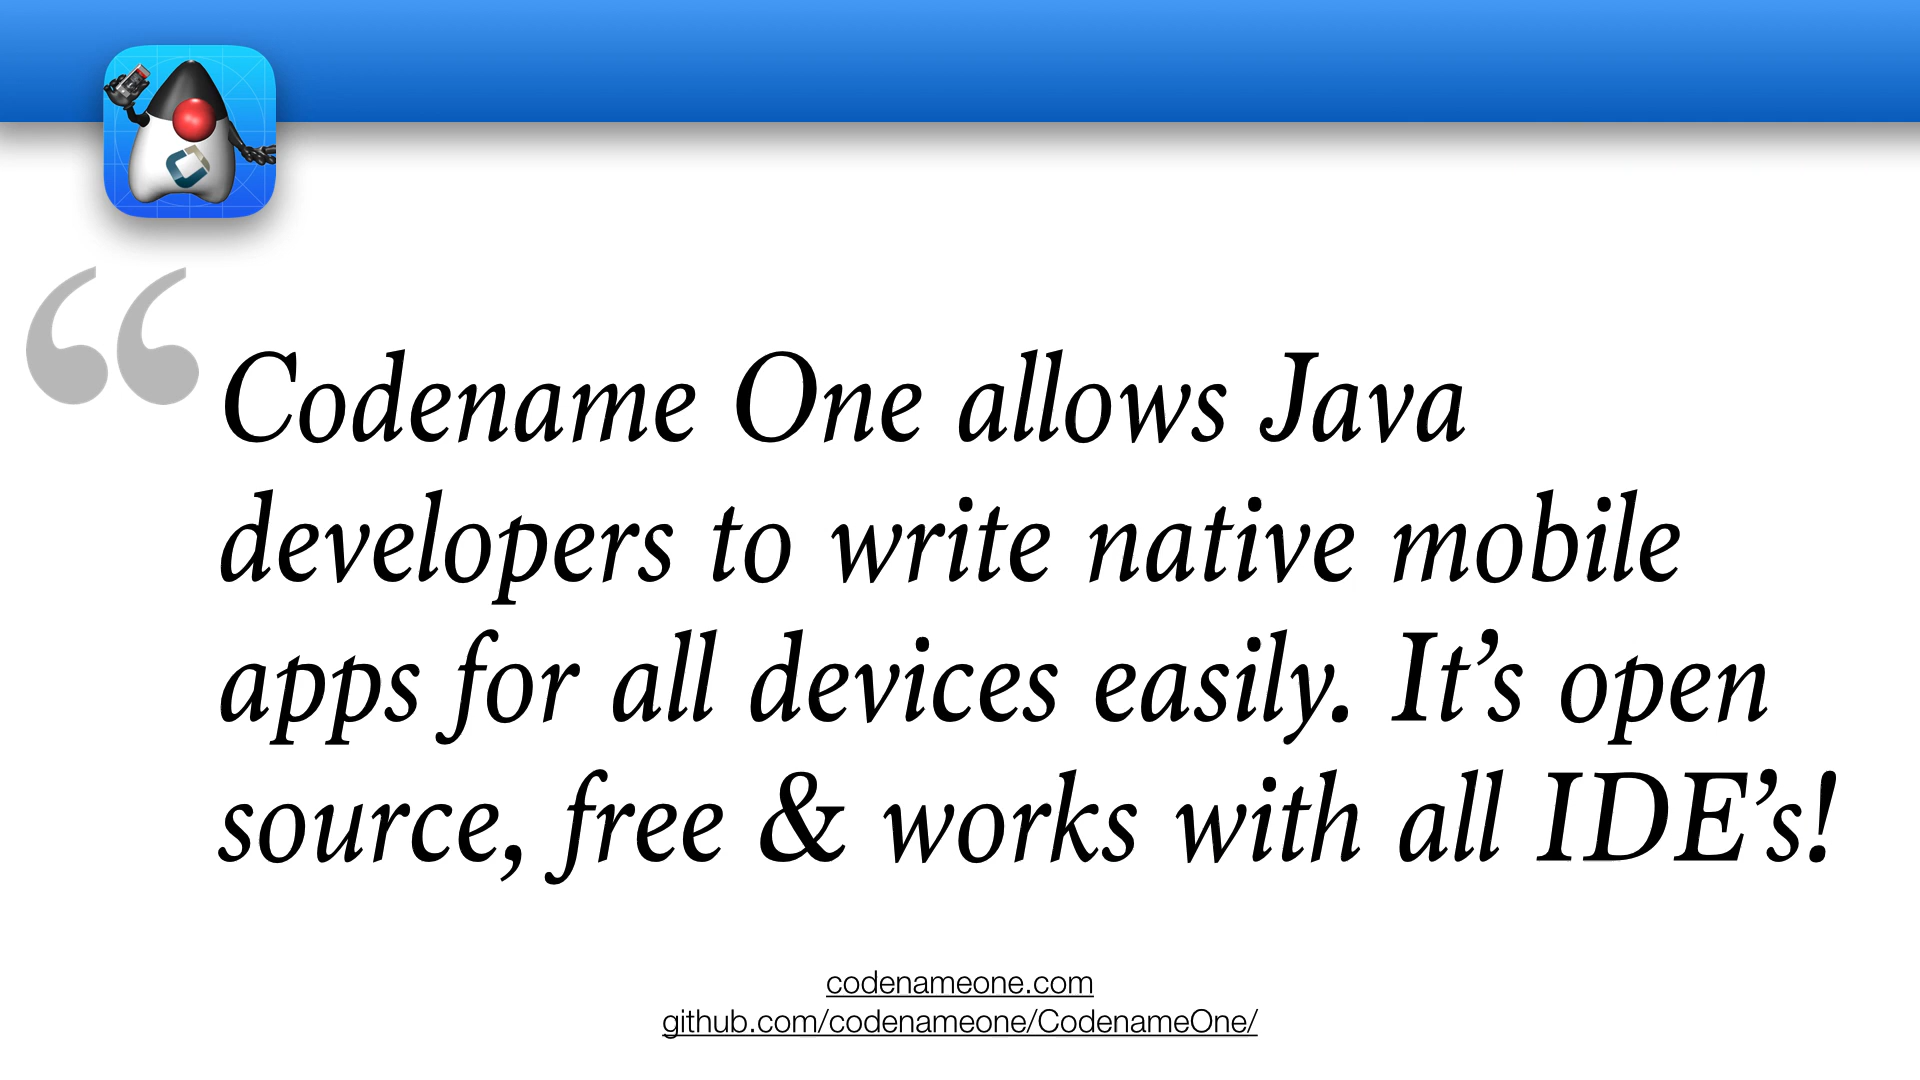 “Codename One allows Java
developers to write native mobile
apps for all devices easily. It’s open
source, free & works with all IDE’s!
codenameone.com
github.com/codenameone/CodenameOne/